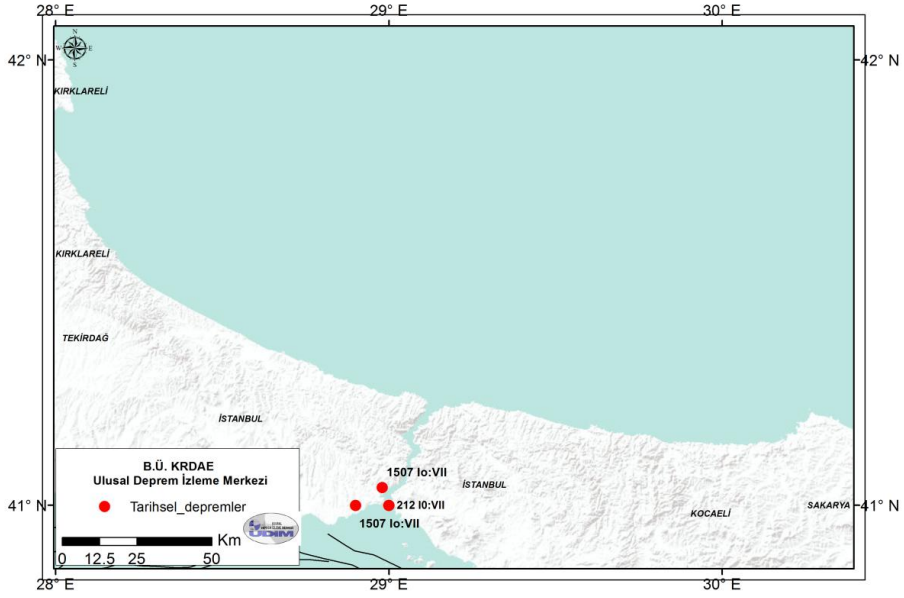 28° E
29° E
30° E
N
W
E
S
42° N
42° N
KIRKLARELİ
KIRKLARELİ
TEKİRDAĞ
İSTANBUL
1507 Io:VII
İSTANBUL
41° N
212 I0:VII
KOCAELİ
SAKARYA
41° N
1507 Io:VII
B.Ü. KRDAE
Ulusal Deprem İzleme Merkezi
Tarihsel_depremler
UDİM
Km
0 12.5 25 50
28° E
29° E
30° E